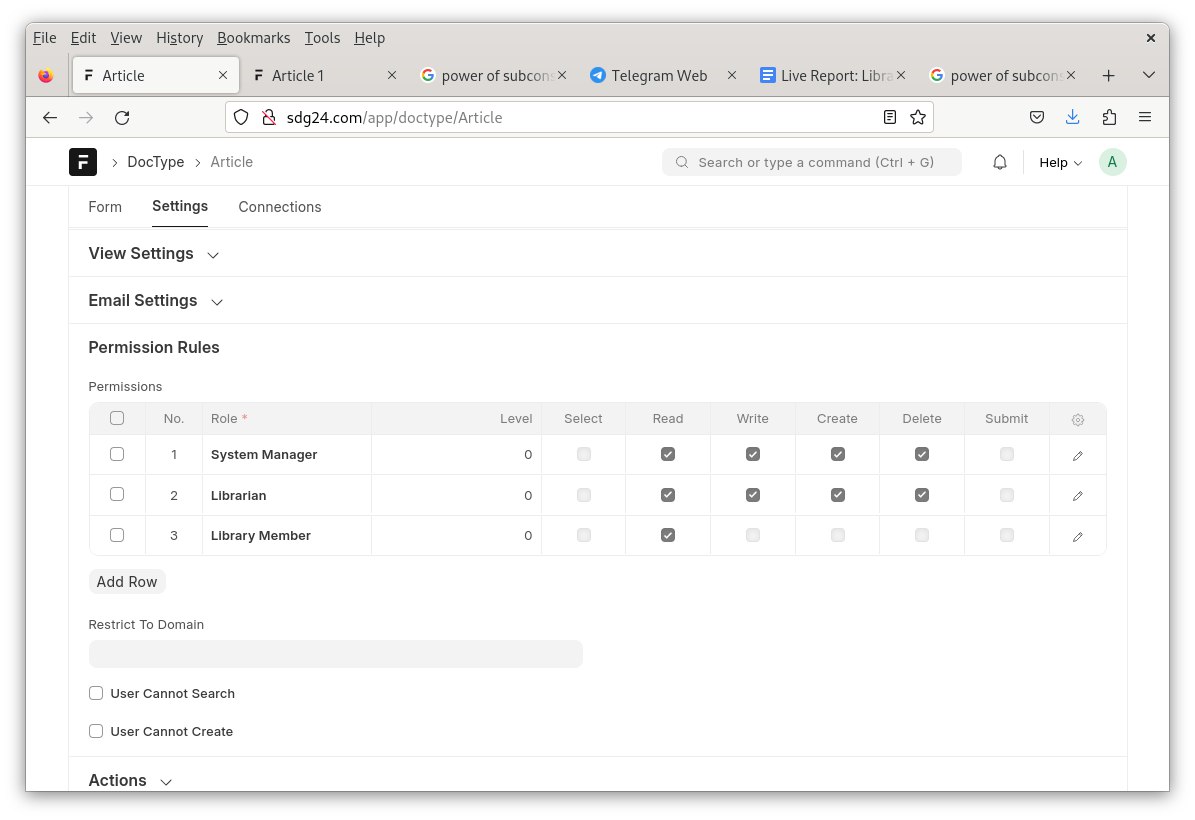 File Edit View History Bookmarks Tools Help
Article Article 1 power of subcons Telegram Web Live Report: Libra power of subcons
sdg24.com/app/doctype/Article
DocType Article Search or type a command (Ctrl + G) Help A
Form Settings Connections
View Settings
Email Settings
Permission Rules
Permissions
No. Role * Level Select Read Write Create Delete Submit
1 System Manager 0
2 Librarian 0
3 Library Member 0
Add Row
Restrict To Domain
User Cannot Search
User Cannot Create
Actions